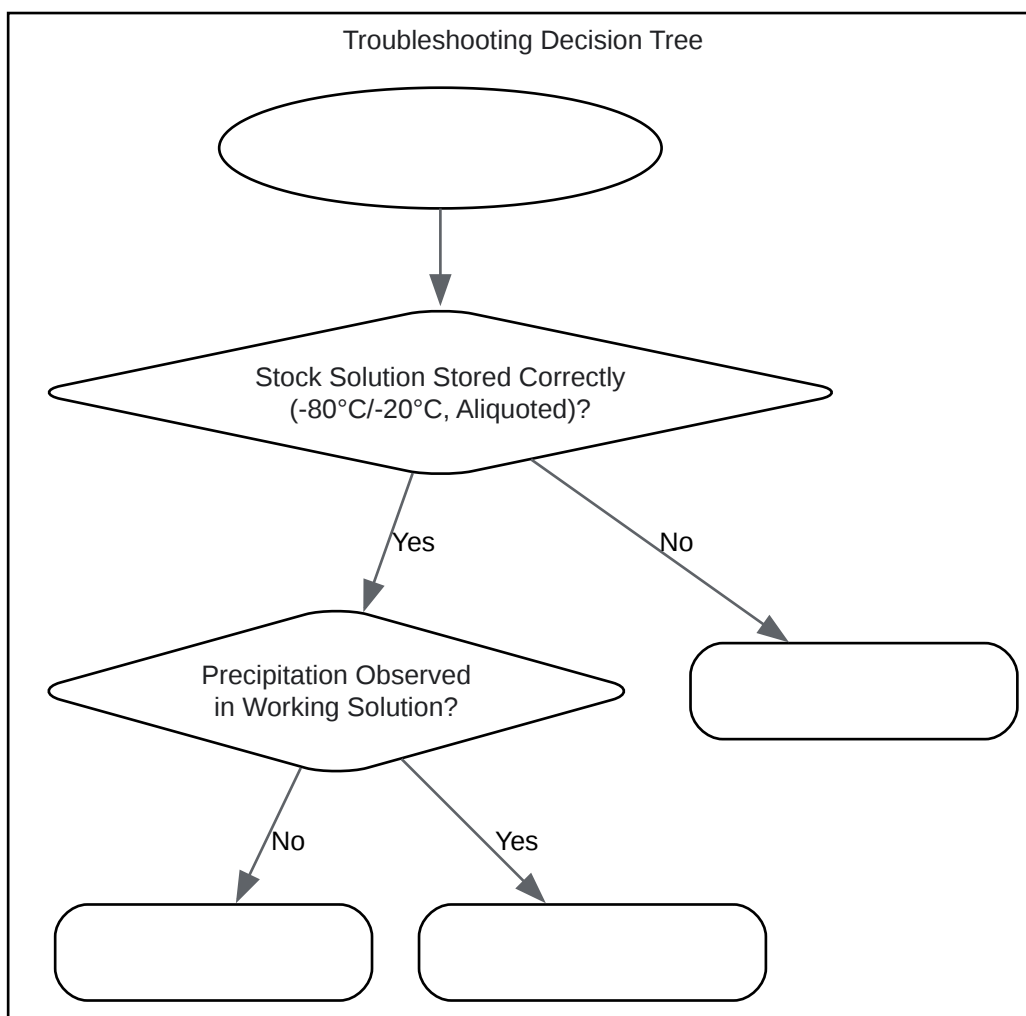 Troubleshooting Decision Tree
Stock Solution Stored Correctly
(-80°C/-20°C, Aliquoted)?
Yes
No
Precipitation Observed
in Working Solution?
No
Yes